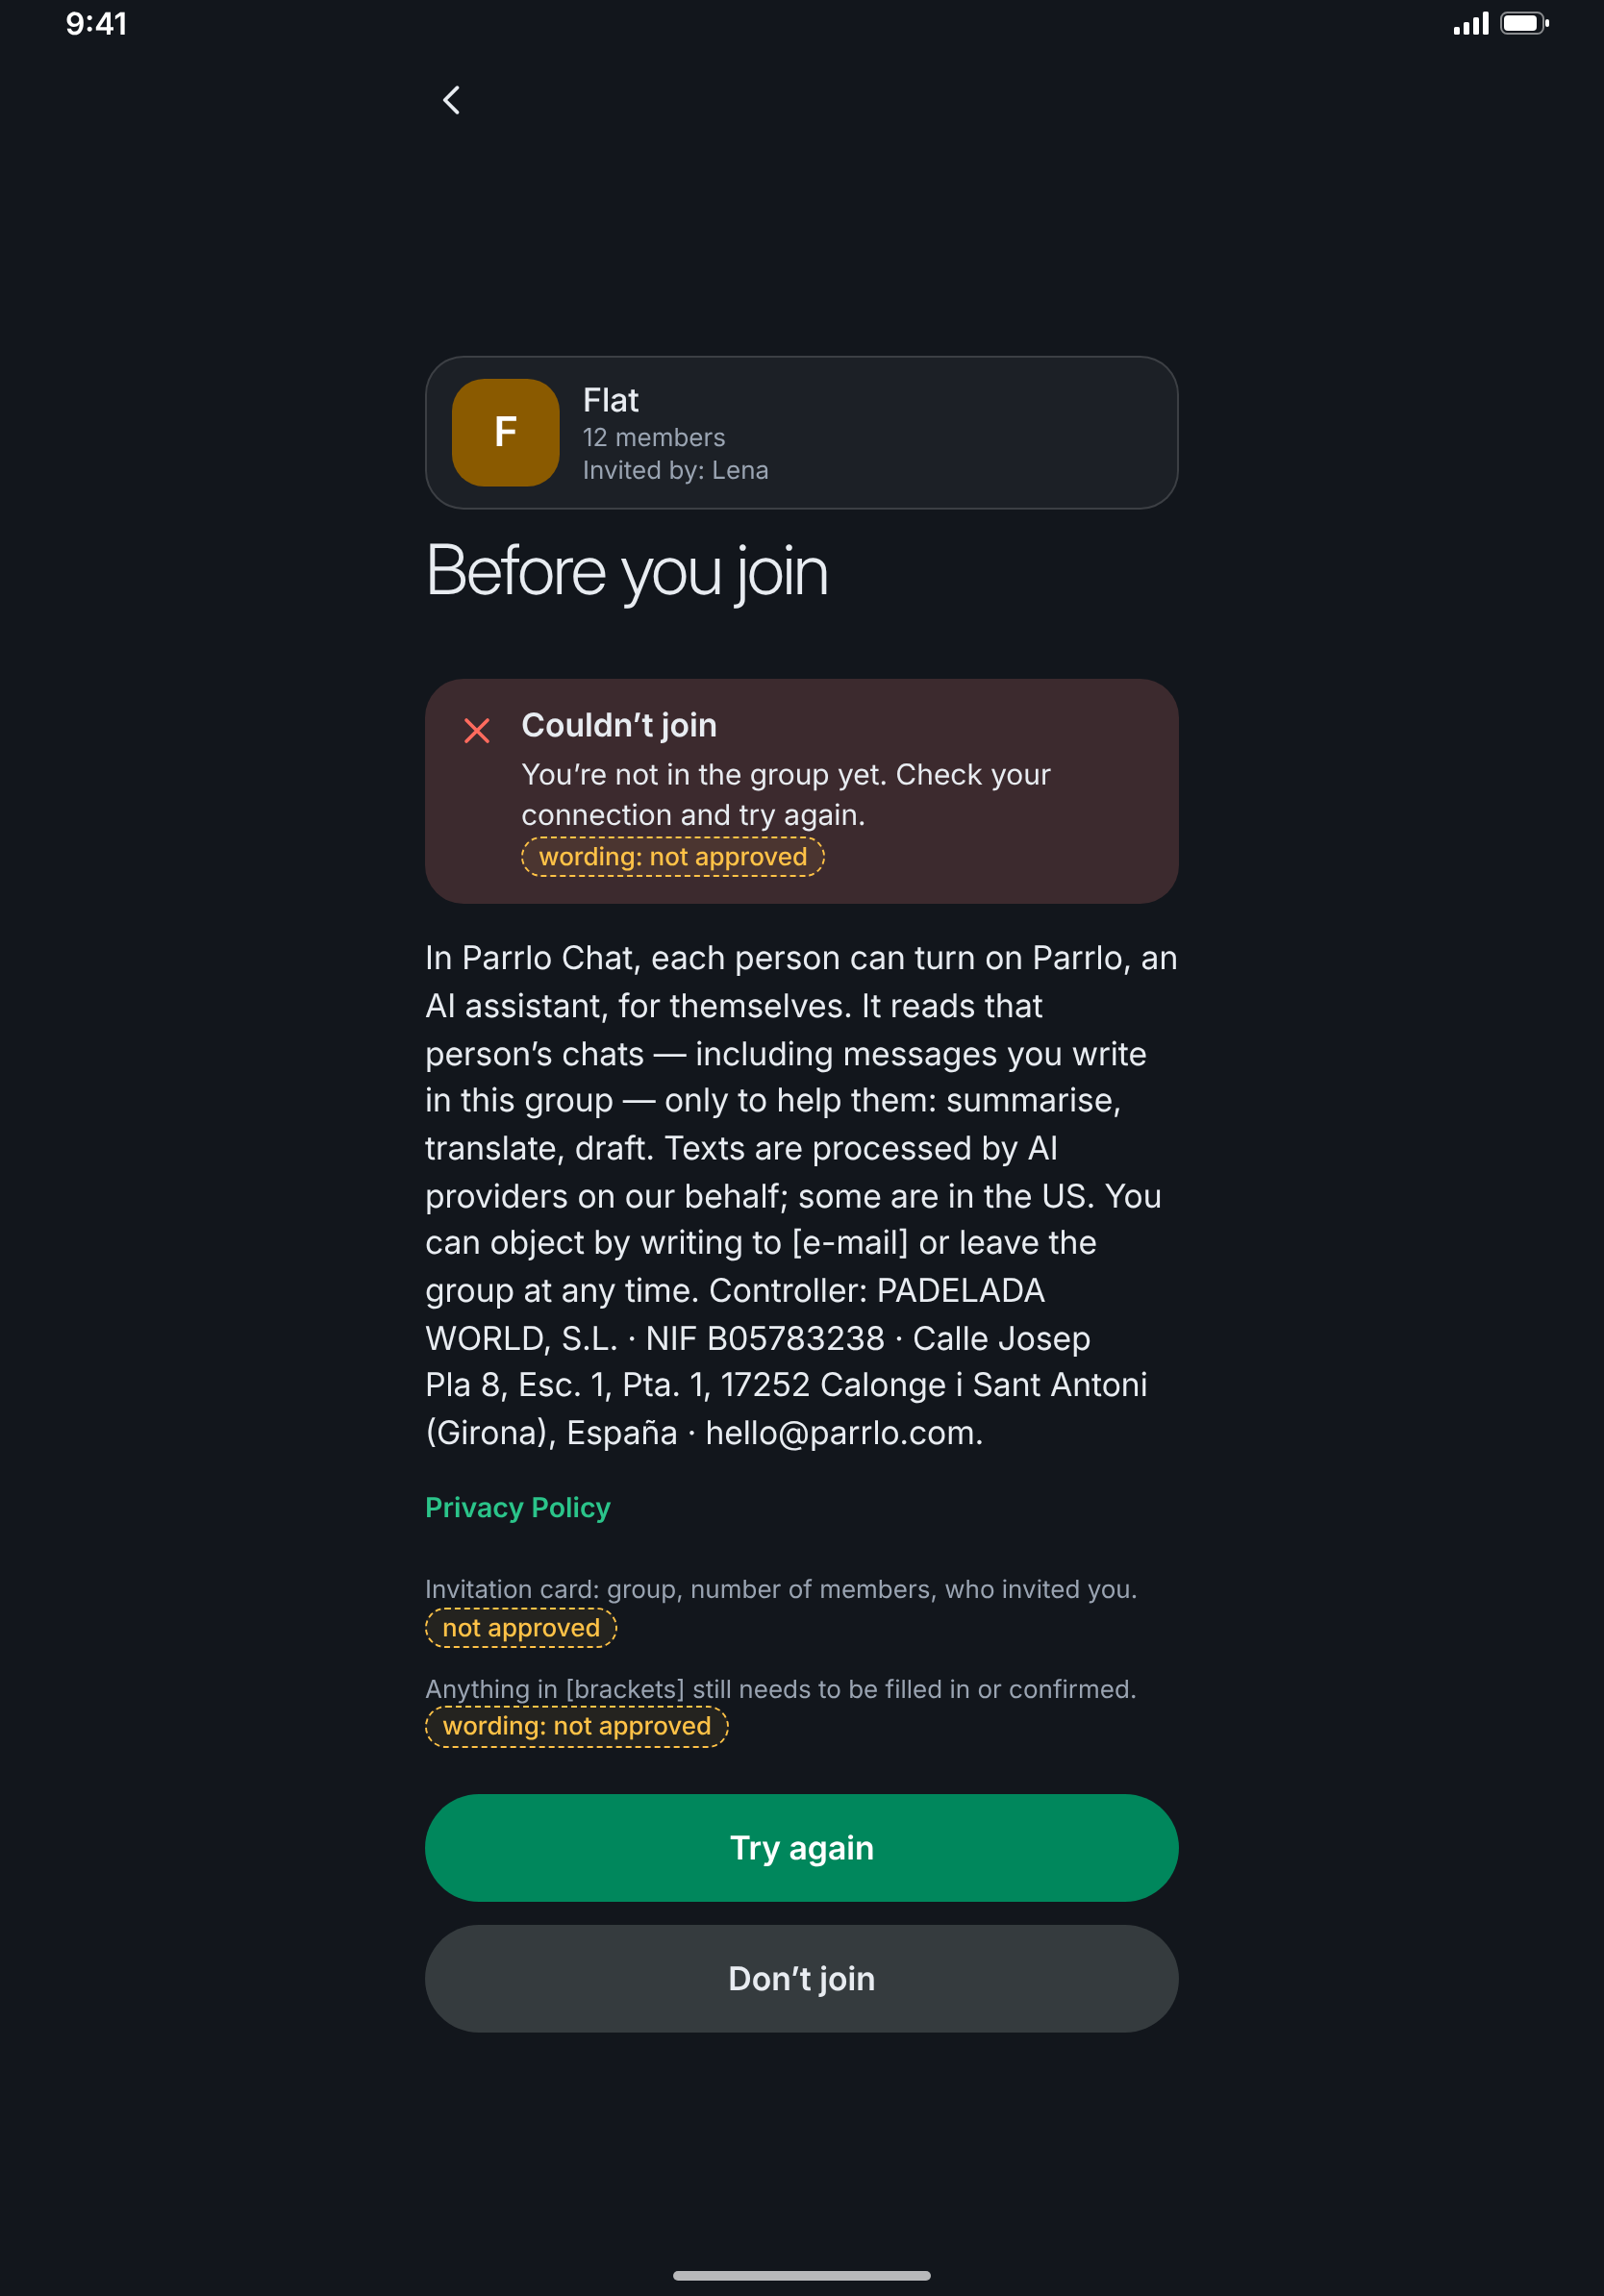 9:41
F
Flat
12 members
Invited by: Lena
Before you join
Couldn’t join
You’re not in the group yet. Check your
connection and try again.
wording: not approved
In Parrlo Chat, each person can turn on Parrlo, an
AI assistant, for themselves. It reads that
person’s chats — including messages you write
in this group — only to help them: summarise,
translate, draft. Texts are processed by AI
providers on our behalf; some are in the US. You
can object by writing to [e-mail] or leave the
group at any time. Controller: PADELADA
WORLD, S.L. · NIF B05783238 · Calle Josep
Pla 8, Esc. 1, Pta. 1, 17252 Calonge i Sant Antoni
(Girona), España · hello@parrlo.com.
Privacy Policy
Invitation card: group, number of members, who invited you.
not approved
Anything in [brackets] still needs to be filled in or confirmed.
wording: not approved
Try again
Don’t join